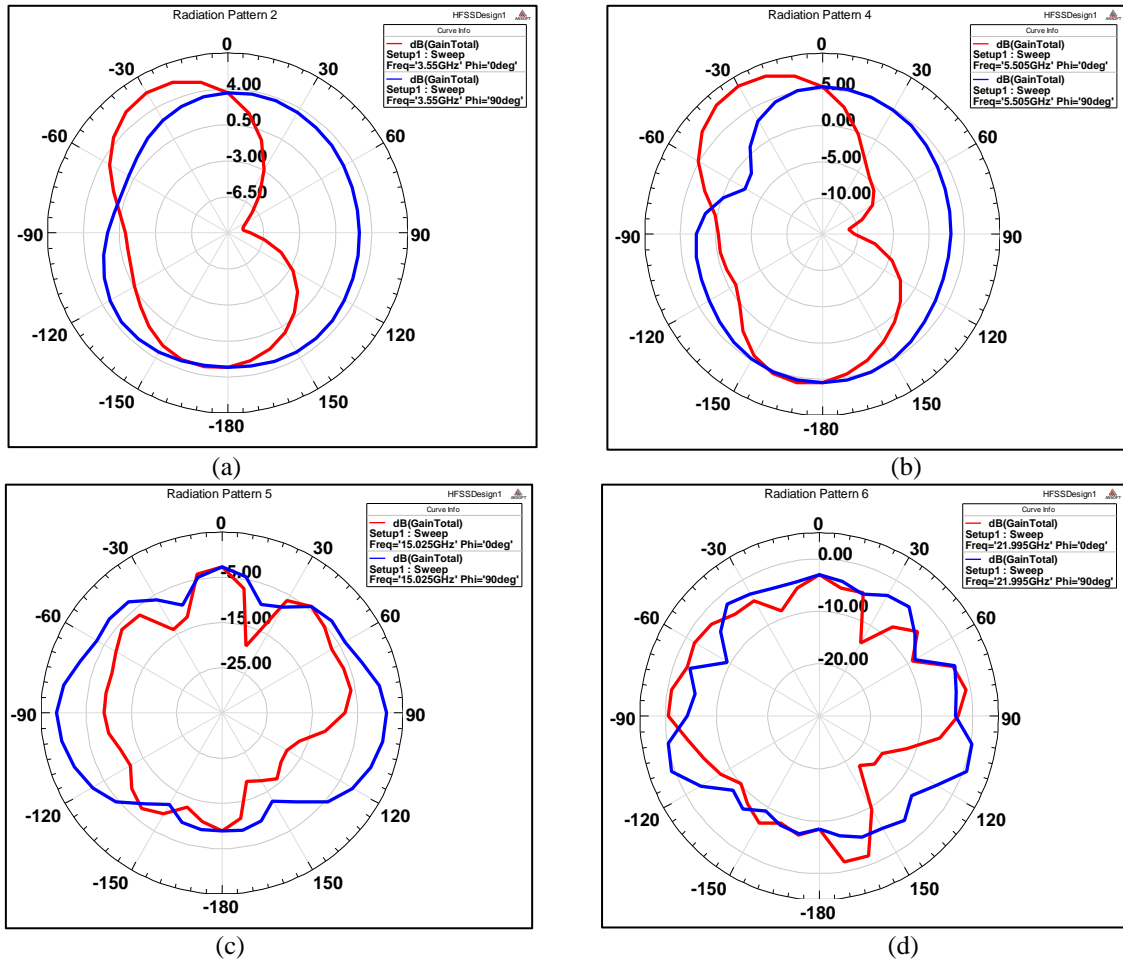 Radiation Pattern 2
HFSSDesign1
ANSOFT
Curve Info
dB(GainTotal)
Setup1 : Sweep
Freq='3.55GHz' Phi='0deg'
dB(GainTotal)
Setup1 : Sweep
Freq='3.55GHz' Phi='90deg'
0
-30
30
4.00
0.50
-60
60
-3.00
-6.50
-90
90
-120
120
-150
150
-180
(a)
Radiation Pattern 4
HFSSDesign1
ANSOFT
Curve Info
dB(GainTotal)
Setup1 : Sweep
Freq='5.505GHz' Phi='0deg'
dB(GainTotal)
Setup1 : Sweep
Freq='5.505GHz' Phi='90deg'
0
-30
30
5.00
0.00
-60
60
-5.00
-10.00
-90
90
-120
120
-150
150
-180
(b)
Radiation Pattern 5
HFSSDesign1
ANSOFT
Curve Info
dB(GainTotal)
Setup1 : Sweep
Freq='15.025GHz' Phi='0deg'
dB(GainTotal)
Setup1 : Sweep
Freq='15.025GHz' Phi='90deg'
0
-30
30
-5.00
-15.00
-60
60
-25.00
-90
90
-120
120
-150
150
-180
(c)
Radiation Pattern 6
HFSSDesign1
ANSOFT
Curve Info
dB(GainTotal)
Setup1 : Sweep
Freq='21.995GHz' Phi='0deg'
dB(GainTotal)
Setup1 : Sweep
Freq='21.995GHz' Phi='90deg'
0
-30
30
0.00
-10.00
-60
60
-20.00
-90
90
-120
120
-150
150
-180
(d)